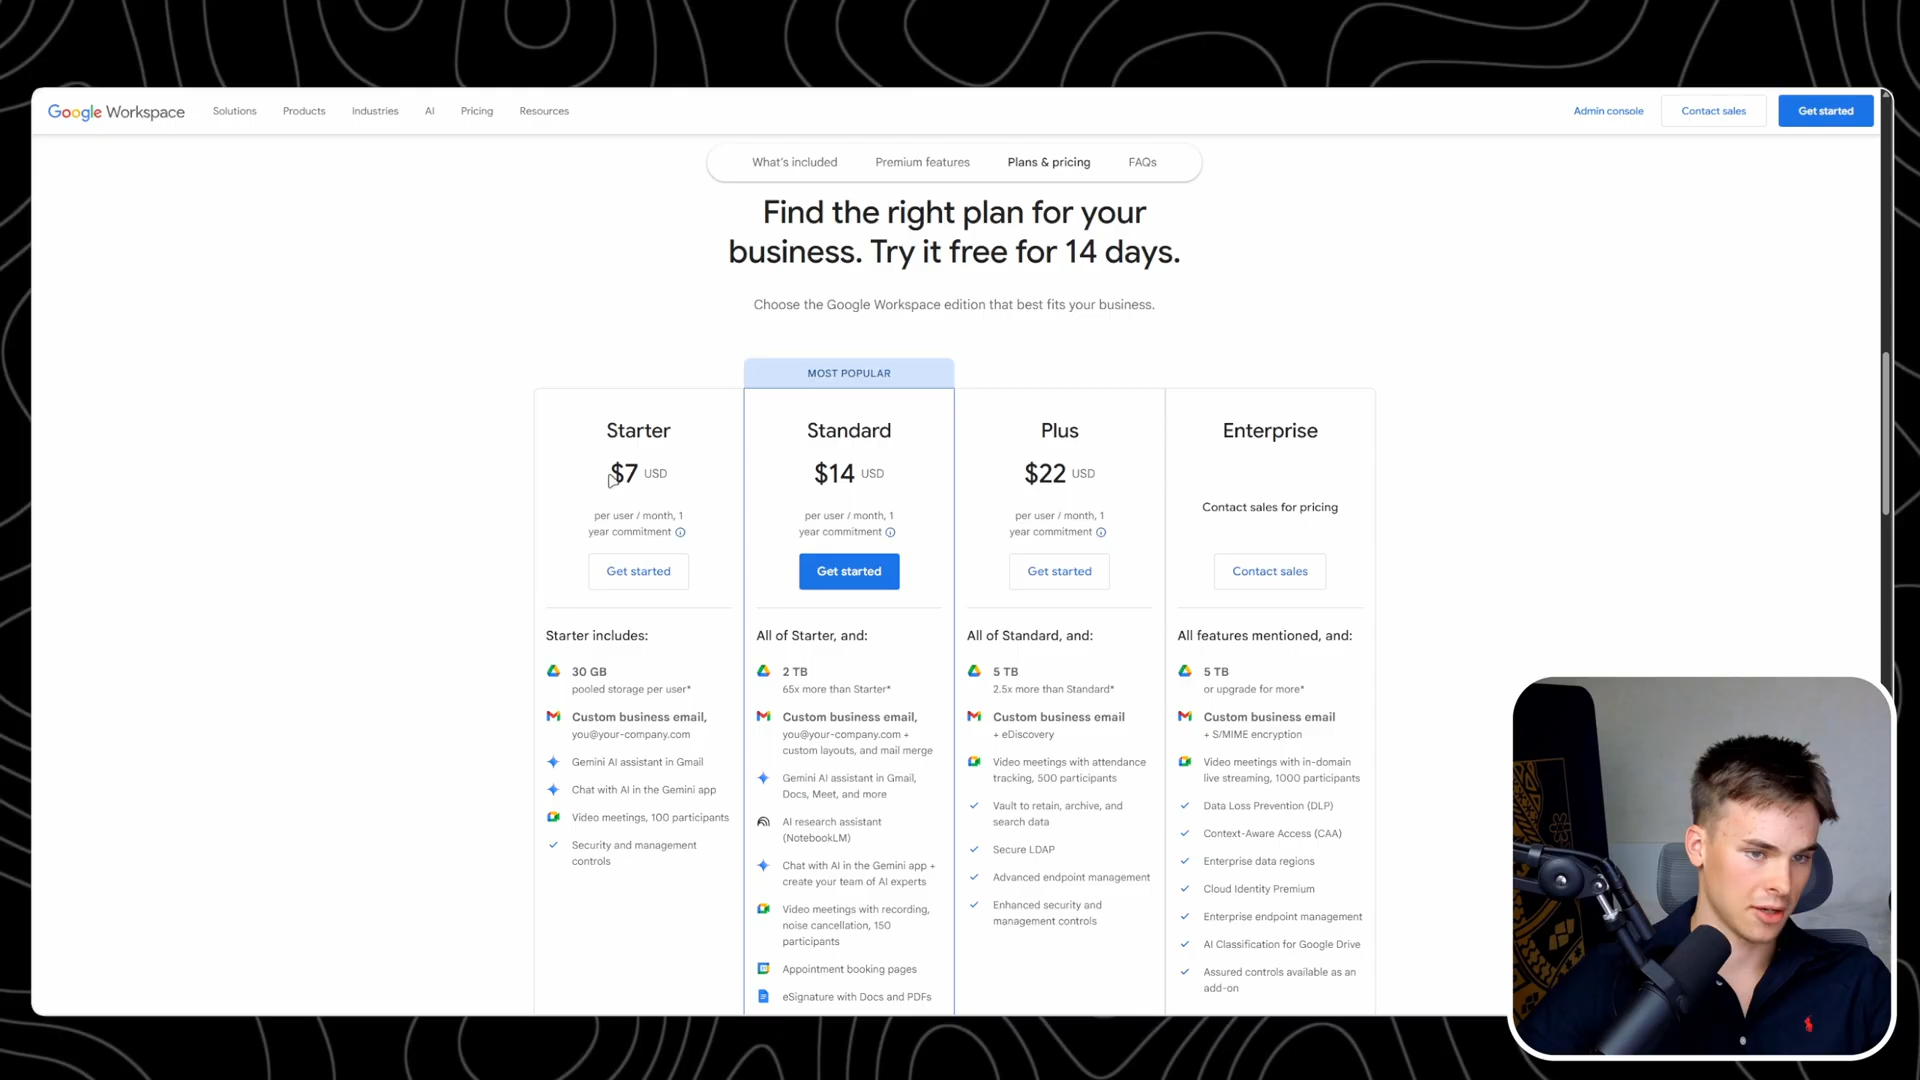 Google Workspace
Solutions
Products
Industries
AI
Pricing
Resources
Admin console
Contact sales
Get started
What's included
Premium features
Plans & pricing
FAQs
Find the right plan for your
business. Try it free for 14 days.
Choose the Google Workspace edition that best fits your business.
MOST POPULAR
Starter
$7 USD
per user / month, 1
year commitment
Get started
Starter includes:
30 GB
pooled storage per user*
Custom business email,
you@your-company.com
Gemini AI assistant in Gmail
Chat with AI in the Gemini app
Video meetings, 100 participants
Security and management
controls
Standard
$14 USD
per user / month, 1
year commitment
Get started
All of Starter, and:
2 TB
65x more than Starter*
Custom business email,
you@your-company.com +
custom layouts, and mail merge
Gemini AI assistant in Gmail,
Docs, Meet, and more
AI research assistant
(NotebookLM)
Chat with AI in the Gemini app +
create your team of AI experts
Video meetings with recording,
noise cancellation, 150
participants
Appointment booking pages
eSignature with Docs and PDFs
Plus
$22 USD
per user / month, 1
year commitment
Get started
All of Standard, and:
5 TB
2.5x more than Standard*
Custom business email
+ eDiscovery
Video meetings with attendance
tracking, 500 participants
Vault to retain, archive, and
search data
Secure LDAP
Advanced endpoint management
Enhanced security and
management controls
Enterprise
Contact sales for pricing
Contact sales
All features mentioned, and:
5 TB
or upgrade for more*
Custom business email
+ S/MIME encryption
Video meetings with in-domain
live streaming, 1000 participants
Data Loss Prevention (DLP)
Context-Aware Access (CAA)
Enterprise data regions
Cloud Identity Premium
Enterprise endpoint management
AI Classification for Google Drive
Assured controls available as an
add-on